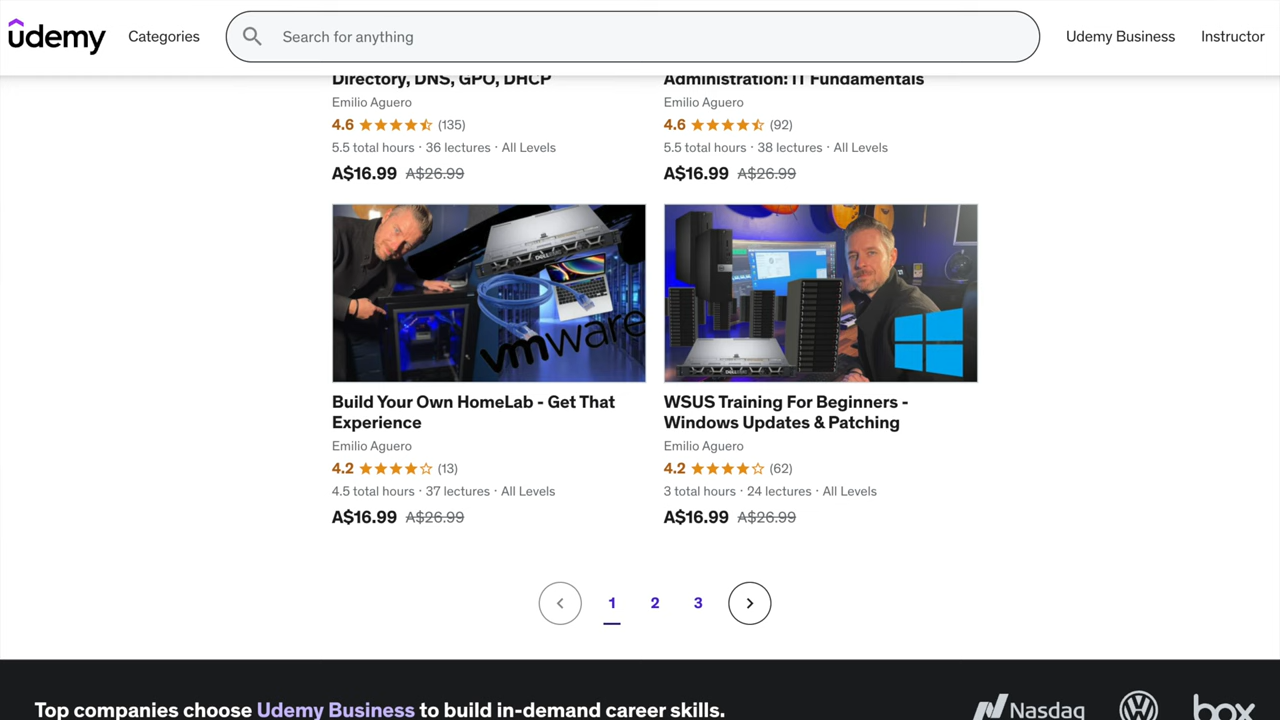 ûdemy
Categories
Search for anything
Udemy Business
Instructor
Directory, DNS, GPO, DHCP
Emilio Aguero
4.6 (135)
5.5 total hours · 36 lectures · All Levels
A$16.99 A$26.99
Administration: IT Fundamentals
Emilio Aguero
4.6 (92)
5.5 total hours · 38 lectures · All Levels
A$16.99 A$26.99
vmware
Build Your Own HomeLab - Get That
Experience
Emilio Aguero
4.2 (13)
4.5 total hours · 37 lectures · All Levels
A$16.99 A$26.99
WSUS Training For Beginners -
Windows Updates & Patching
Emilio Aguero
4.2 (62)
3 total hours · 24 lectures · All Levels
A$16.99 A$26.99
1 2 3
Top companies choose Udemy Business to build in-demand career skills.
Nasdaq
box